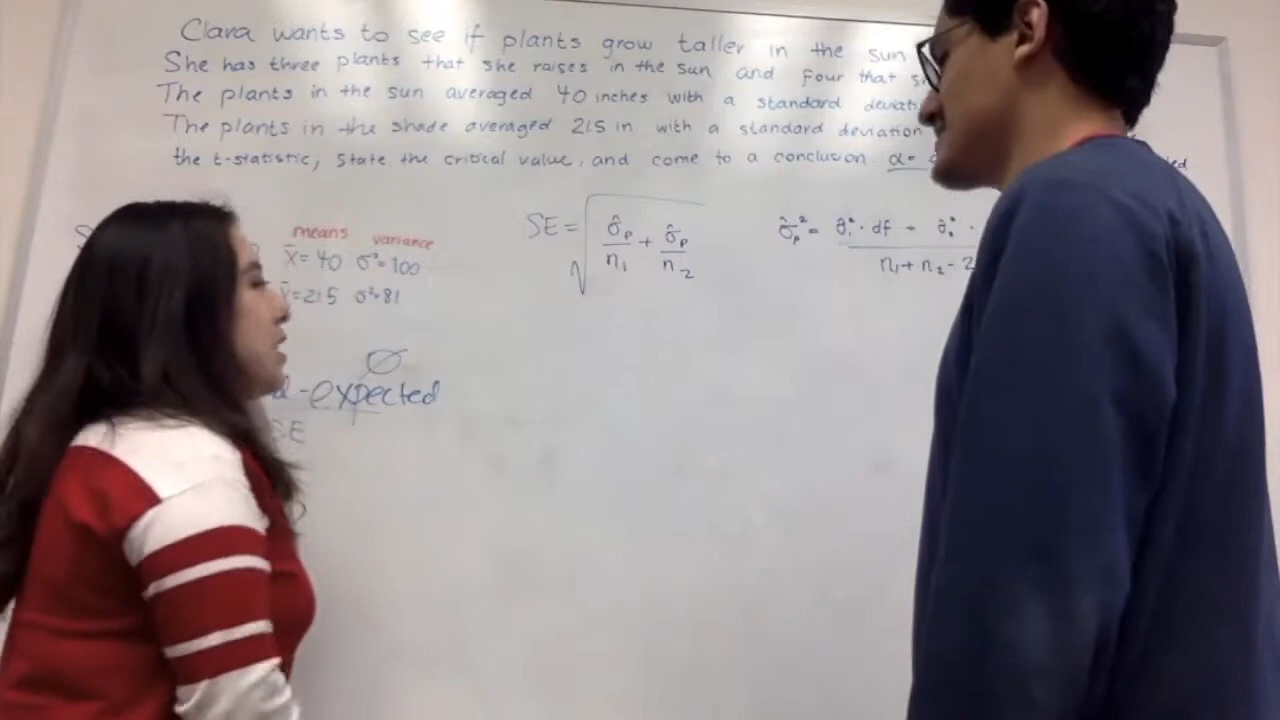 Clara wants to see if plants grow taller in the sun
She has three plants that she raises in the sun and four that
The plants in the sun averaged 40 inches with a standard
The plants in the shade averaged 21.5 in with a standard deviation
the t-statistic, State the critical value, and come to a conclusion. α=
means variance
X̄=40 σ²=100
X̄=21.5 σ²=81
SE = √ σ̂ₚ/n₁ + σ̂ₚ/n₂
σ̂ₚ² =
n₁+n₂-2
-expected
SE